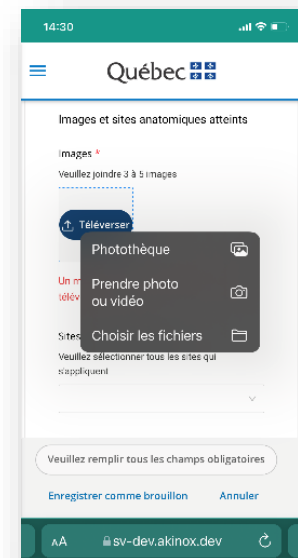 14:30
Québec
Images et sites anatomiques atteints
Images *
Veuillez joindre 3 à 5 images
Téléverser
Photothèque
Prendre photo
ou vidéo
Choisir les fichiers
Un m
télév
Sites
Veuillez sélectionner tous les sites qui
s'appliquent
Veuillez remplir tous les champs obligatoires
Enregistrer comme brouillon Annuler
AA sv-dev.akinox.dev